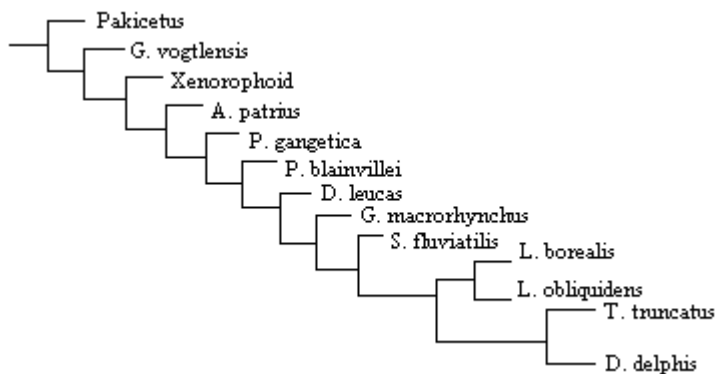 Pakicetus
G. vogtlensis
Xenorophoid
A. patrius
P. gangetica
P. blainvillei
D. leucas
G. macrorhynchus
S. fluviatilis
L. borealis
L. obliquidens
T. truncatus
D. delphis